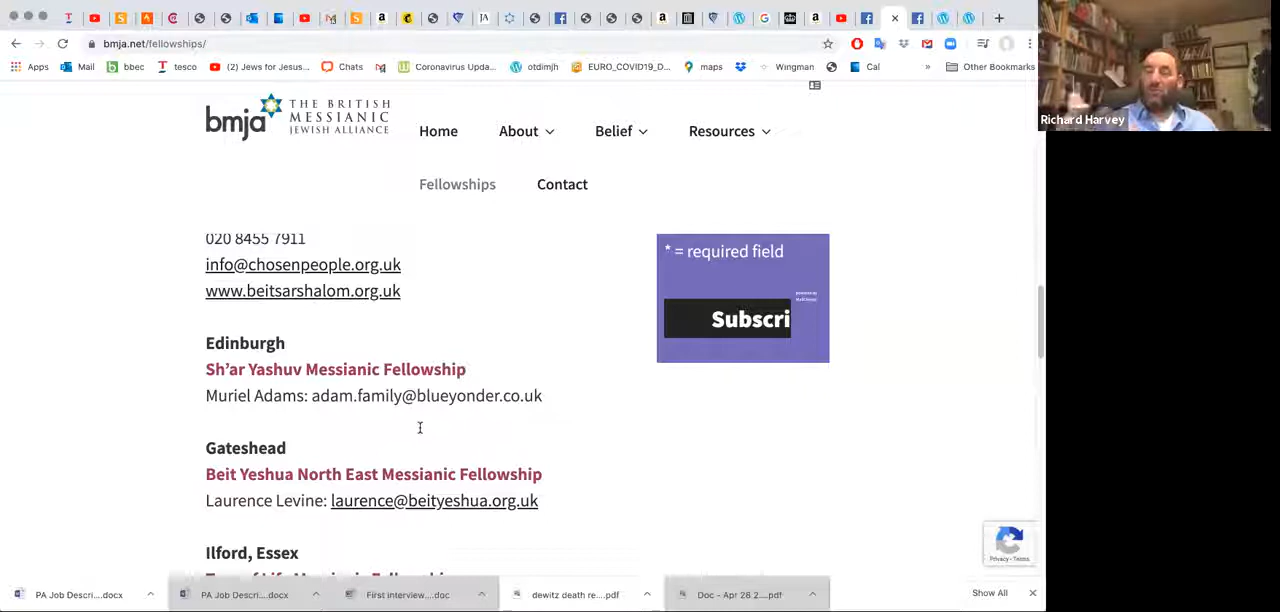 bmja.net/fellowships/
Apps Mail bbec tesco (2) Jews for Jesus... Chats Coronavirus Upda... otdimjh EURO_COVID19_D... maps Wingman Cal » Other Bookmarks
Richard Harvey
bmja THE BRITISH
MESSIANIC
JEWISH ALLIANCE
Home About Belief Resources
Fellowships Contact
020 8455 7911
info@chosenpeople.org.uk
www.beitsarshalom.org.uk
* = required field
Subscri
Edinburgh
Sh’ar Yashuv Messianic Fellowship
Muriel Adams: adam.family@blueyonder.co.uk
Gateshead
Beit Yeshua North East Messianic Fellowship
Laurence Levine: laurence@beityeshua.org.uk
Ilford, Essex
Privacy - Terms
PA Job Descri....docx PA Job Descri....docx First interview....doc dewitz death re....pdf Doc - Apr 28 2....pdf Show All